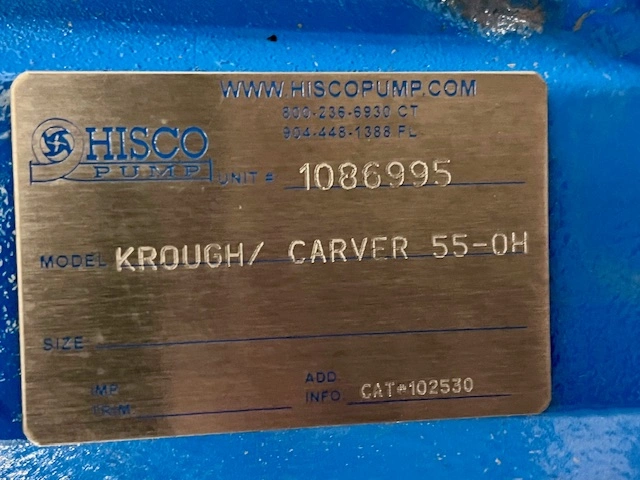 WWW.HISCOPUMP.COM
800-236-6930 CT
904-448-1388 FL
HISCO
PUMP
UNIT # 1086995
MODEL KROUGH/ CARVER 55-OH
SIZE
IMP.
TRIM.
ADD.
INFO. CAT#102530